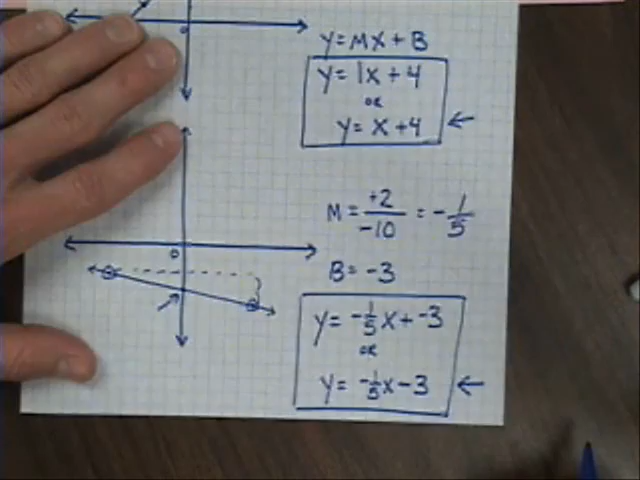 0
y = Mx + B
y = 1x + 4
or
y = x + 4
0
M = +2/-10 = -1/5
B = -3
y = -1/5x + -3
or
y = -1/5x - 3